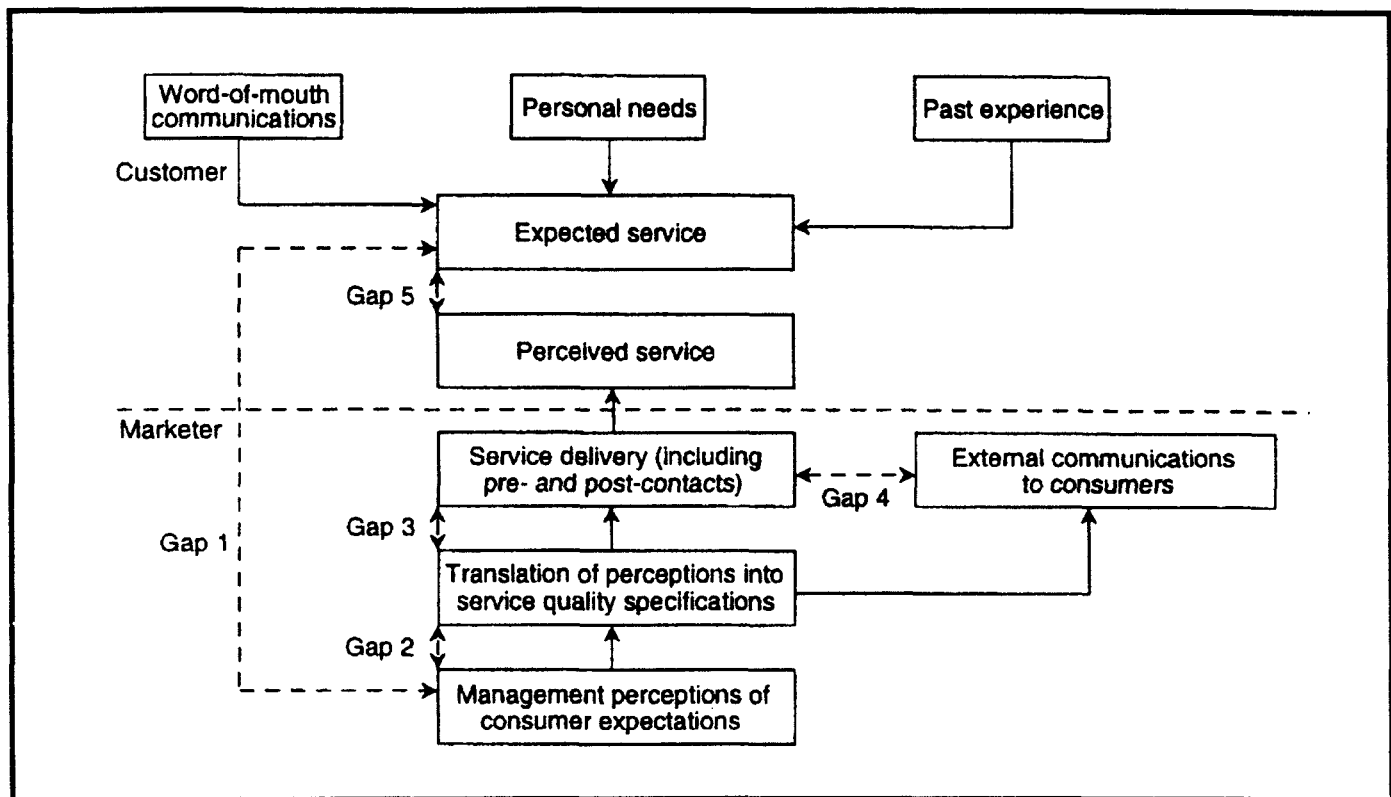 Word-of-mouth
communications
Personal needs
Past experience
Customer
Expected service
Gap 5
Perceived service
Marketer
Service delivery (including
pre- and post-contacts)
External communications
to consumers
Gap 4
Gap 3
Gap 1
Translation of perceptions into
service quality specifications
Gap 2
Management perceptions of
consumer expectations